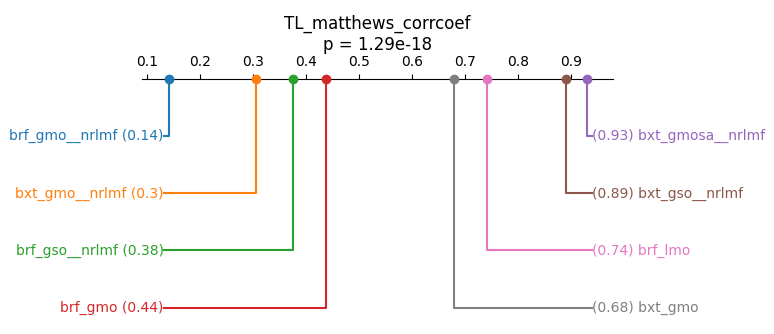 TL_matthews_corrcoef
p = 1.29e-18
0.1 0.2 0.3 0.4 0.5 0.6 0.7 0.8 0.9
brf_gmo__nrlmf (0.14)
(0.93) bxt_gmosa__nrlmf
bxt_gmo__nrlmf (0.3)
(0.89) bxt_gso__nrlmf
brf_gso__nrlmf (0.38)
(0.74) brf_lmo
brf_gmo (0.44)
(0.68) bxt_gmo